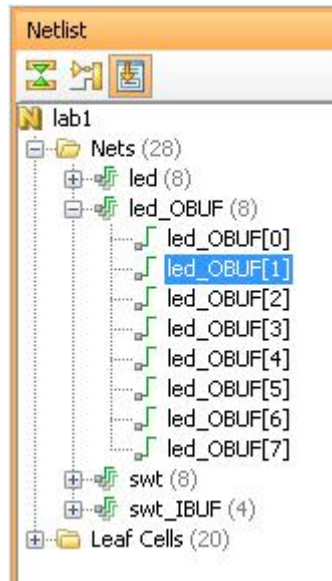 Netlist
N lab1
Nets (28)
led (8)
led_OBUF (8)
led_OBUF[0]
led_OBUF[1]
led_OBUF[2]
led_OBUF[3]
led_OBUF[4]
led_OBUF[5]
led_OBUF[6]
led_OBUF[7]
swt (8)
swt_IBUF (4)
Leaf Cells (20)